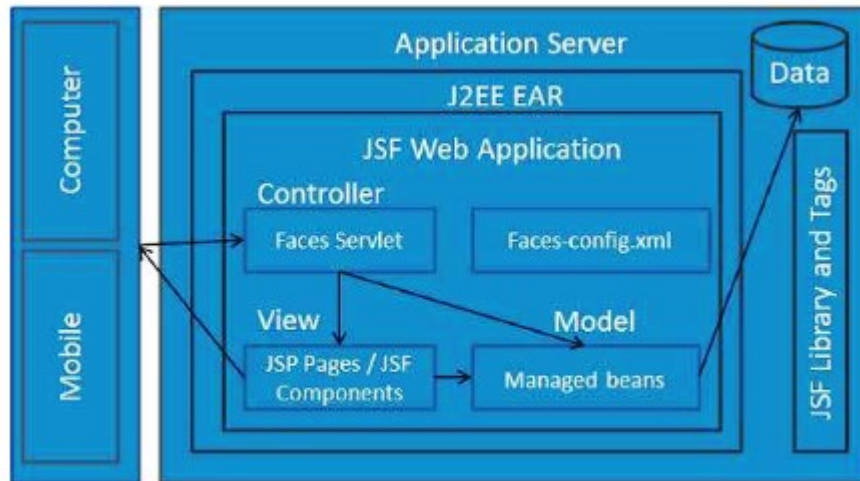 Computer
Mobile
Application Server
Data
J2EE EAR
JSF Web Application
Controller
Faces Servlet
Faces-config.xml
View
Model
JSP Pages / JSF
Components
Managed beans
JSF Library and Tags